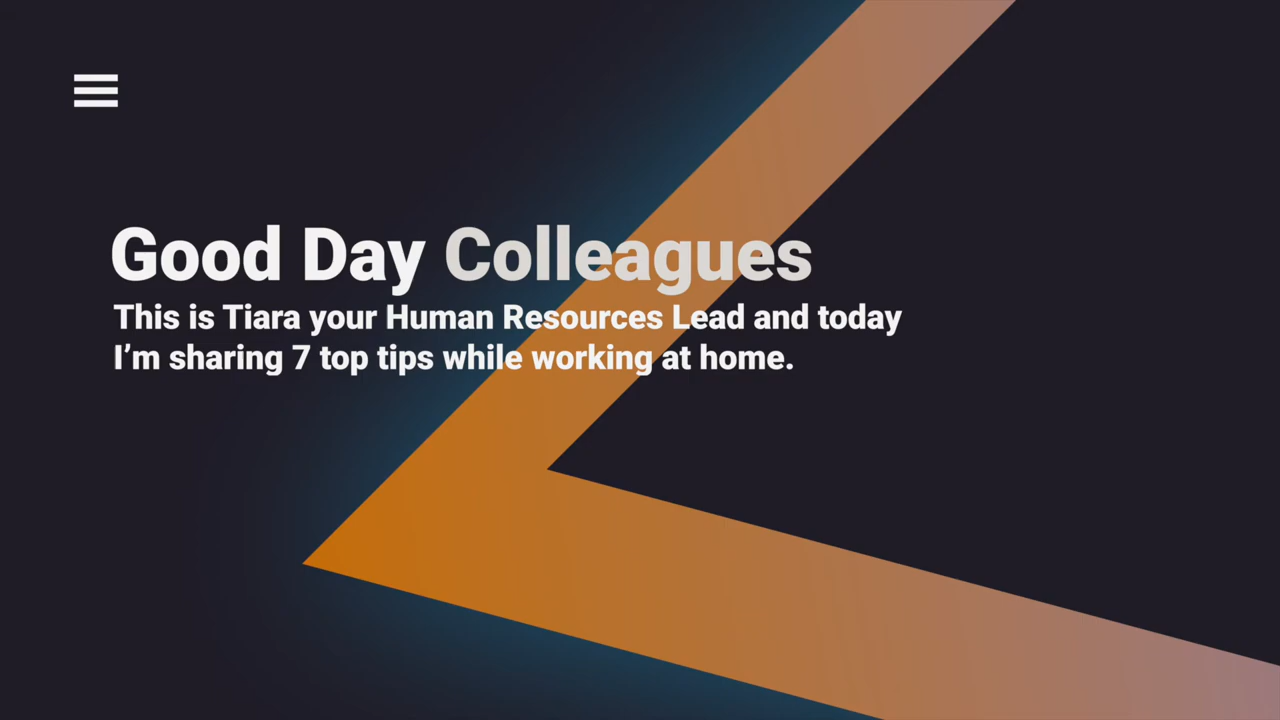 Good Day Colleagues
This is Tiara your Human Resources Lead and today
I’m sharing 7 top tips while working at home.